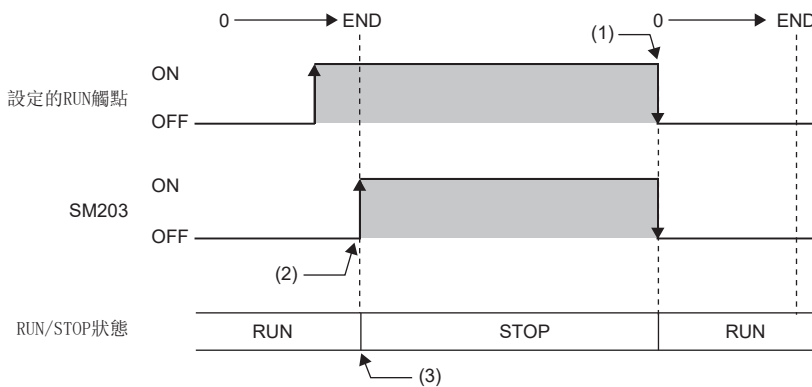 0 END 0 END
(1)
ON
設定的RUN觸點
OFF
ON
SM203
OFF
(2)
RUN/STOP狀態 RUN STOP RUN
(3)